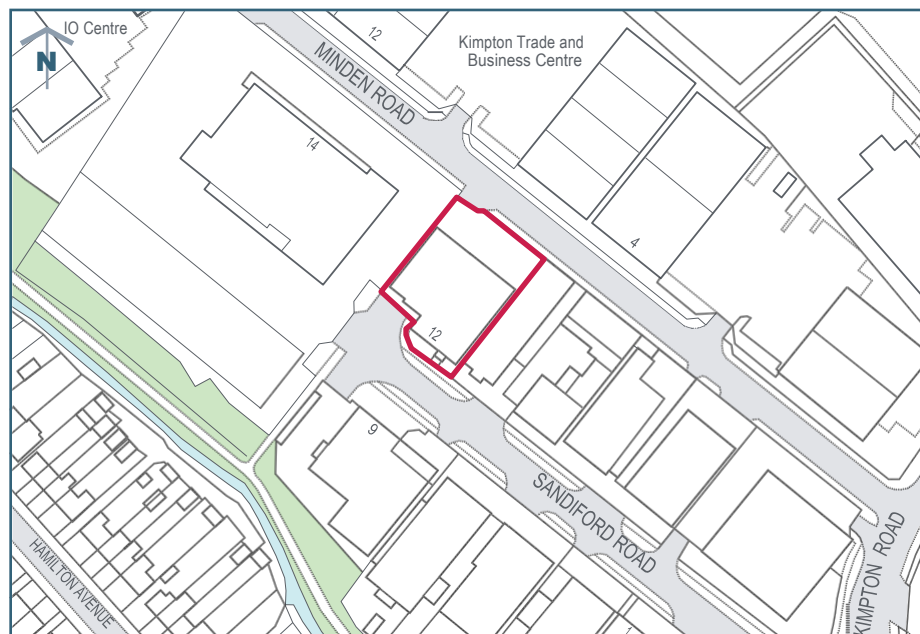 IO Centre
N
12
Kimpton Trade and
Business Centre
MINDEN ROAD
14
4
12
9
SANDIFORD ROAD
KIMPTON ROAD
HAMILTON AVENUE
1